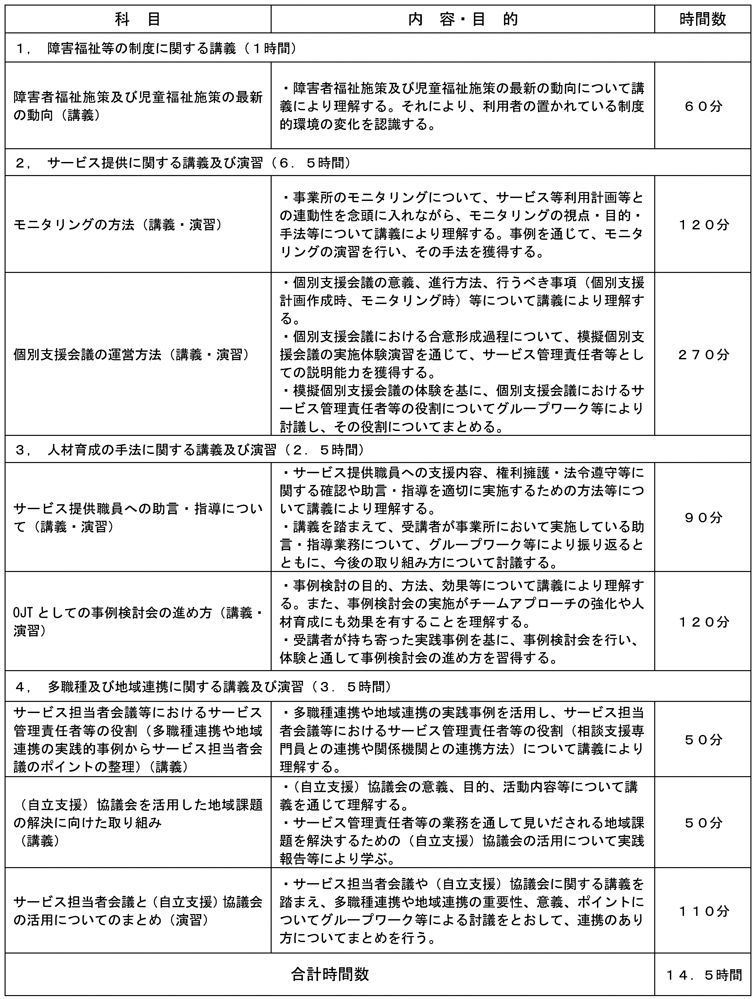 科　目
内　容・目　的
時間数
１,　障害福祉等の制度に関する講義（１時間）
障害者福祉施策及び児童福祉施策の最新
の動向（講義）
・障害者福祉施策及び児童福祉施策の最新の動向について講
義により理解する。それにより、利用者の置かれている制度
的環境の変化を認識する。
６０分
２,　サービス提供に関する講義及び演習（６．５時間）
モニタリングの方法（講義・演習）
・事業所のモニタリングについて、サービス等利用計画等と
の連動性を念頭に入れながら、モニタリングの視点・目的・
手法等について講義により理解する。事例を通じて、モニタ
リングの演習を行い、その手法を獲得する。
１２０分
個別支援会議の運営方法（講義・演習）
・個別支援会議の意義、進行方法、行うべき事項（個別支援
計画作成時、モニタリング時）等について講義により理解す
る。
・個別支援会議における合意形成過程について、模擬個別支
援会議の実施体験演習を通じて、サービス管理責任者等とし
ての説明能力を獲得する。
・模擬個別支援会議の体験を基に、個別支援会議におけるサ
ービス管理責任者等の役割についてグループワーク等により
討議し、その役割についてまとめる。
２７０分
３,　人材育成の手法に関する講義及び演習（２．５時間）
サービス提供職員への助言・指導につい
て（講義・演習）
・サービス提供職員への支援内容、権利擁護・法令遵守等に
関する確認や助言・指導を適切に実施するための方法等につ
いて講義により理解する。
・講義を踏まえて、受講者が事業所において実施している助
言・指導業務について、グループワーク等により振り返ると
ともに、今後の取り組み方について討議する。
９０分
OJTとしての事例検討会の進め方（講義・
演習）
・事例検討の目的、方法、効果等について講義により理解す
る。また、事例検討会の実施がチームアプローチの強化や人
材育成にも効果を有することを理解する。
・受講者が持ち寄った実践事例を基に、事例検討会を行い、
体験と通して事例検討会の進め方を習得する。
１２０分
４,　多職種及び地域連携に関する講義及び演習（３．５時間）
サービス担当者会議等におけるサービス
管理責任者等の役割（多職種連携や地域
連携の実践的事例からサービス担当者会
議のポイントの整理）（講義）
・多職種連携や地域連携の実践事例を活用し、サービス担当
者会議等におけるサービス管理責任者等の役割（相談支援専
門員との連携や関係機関との連携方法）について講義により
理解する。
５０分
（自立支援）協議会を活用した地域課題
の解決に向けた取り組み
（講義）
・（自立支援）協議会の意義、目的、活動内容等について講
義を通じて理解する。
・サービス管理責任者等の業務を通して見いだされる地域課
題を解決するための（自立支援）協議会の活用について実践
報告等により学ぶ。
５０分
サービス担当者会議と（自立支援）協議会
の活用についてのまとめ（演習）
・サービス担当者会議や（自立支援）協議会に関する講義を
踏まえ、多職種連携や地域連携の重要性、意義、ポイントに
ついてグループワーク等による討議をとおして、連携のあり
方についてまとめを行う。
１１０分
合計時間数
１４．５時間